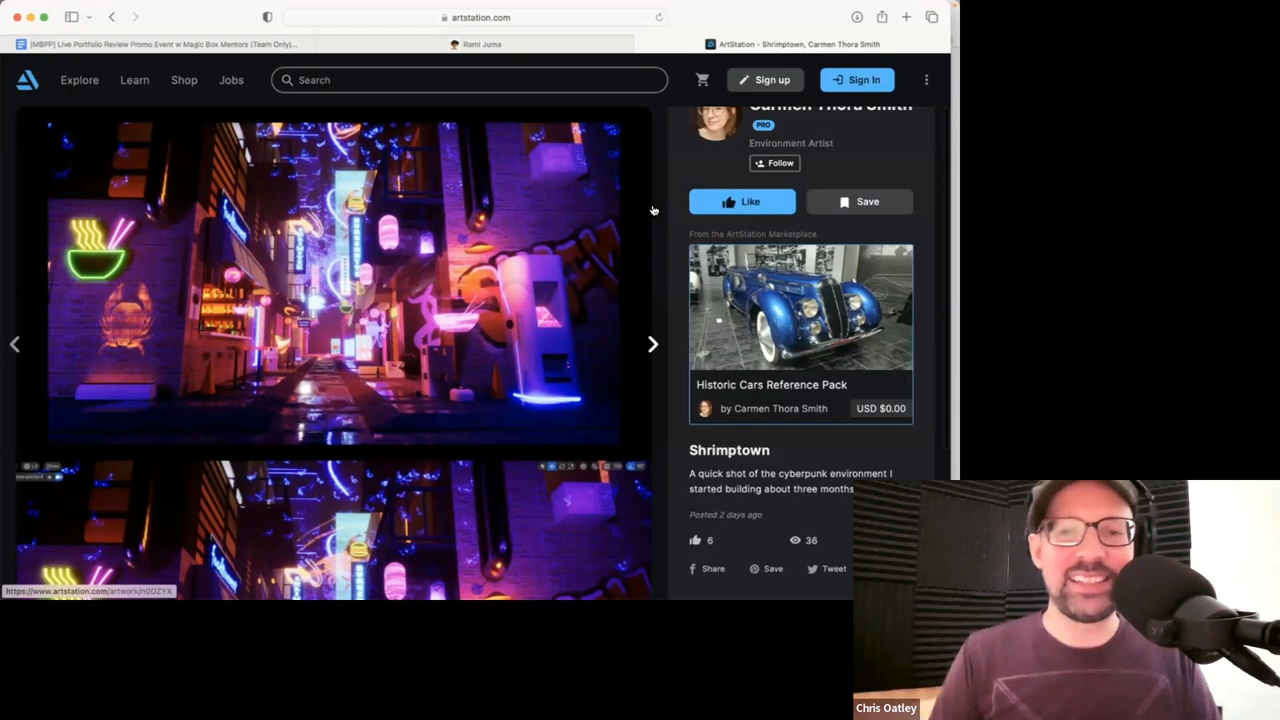 artstation.com
[MBPP] Live Portfolio Review Promo Event w Magic Box Mentors (Team Only)...
Rami Juma
ArtStation - Shrimptown, Carmen Thora Smith
Explore
Learn
Shop
Jobs
Search
Sign up
Sign In
Carmen Thora Smith
PRO
Environment Artist
Follow
Like
Save
From the ArtStation Marketplace
Historic Cars Reference Pack
by Carmen Thora Smith
USD $0.00
Shrimptown
A quick shot of the cyberpunk environment I
started building about three months
Posted 2 days ago
6
36
Share
Save
Tweet
https://www.artstation.com/artwork/n0DZYX
Chris Oatley